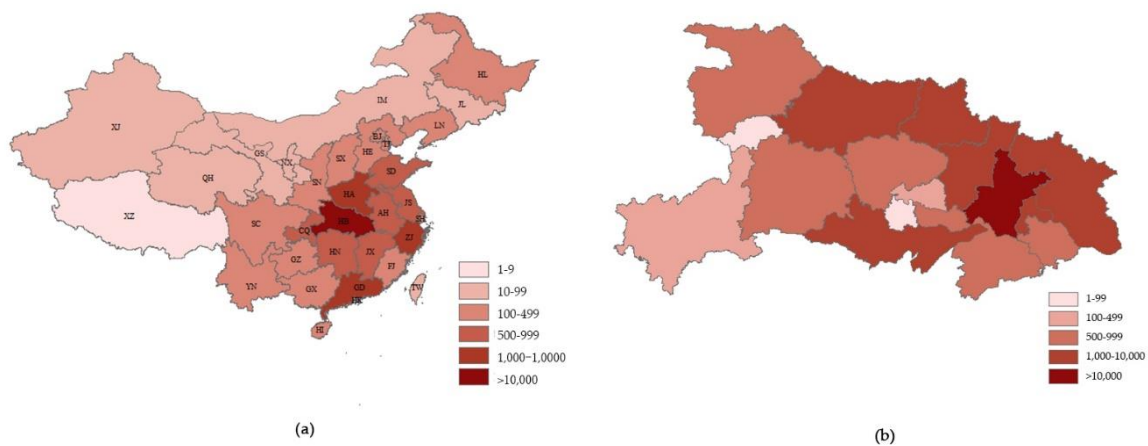 HL
IM
JL
XJ
LN
BJ
TJ
GS
HE
NX
SX
SD
QH
SN
HA
JS
XZ
AH
SH
SC
HB
CQ
ZJ
HN
JX
GZ
FJ
YN
GX
GD
TW
HK
HI
1-9
10-99
100-499
500-999
1,000-1,0000
>10,000
(a)
1-99
100-499
500-999
1,000-10,000
>10,000
(b)